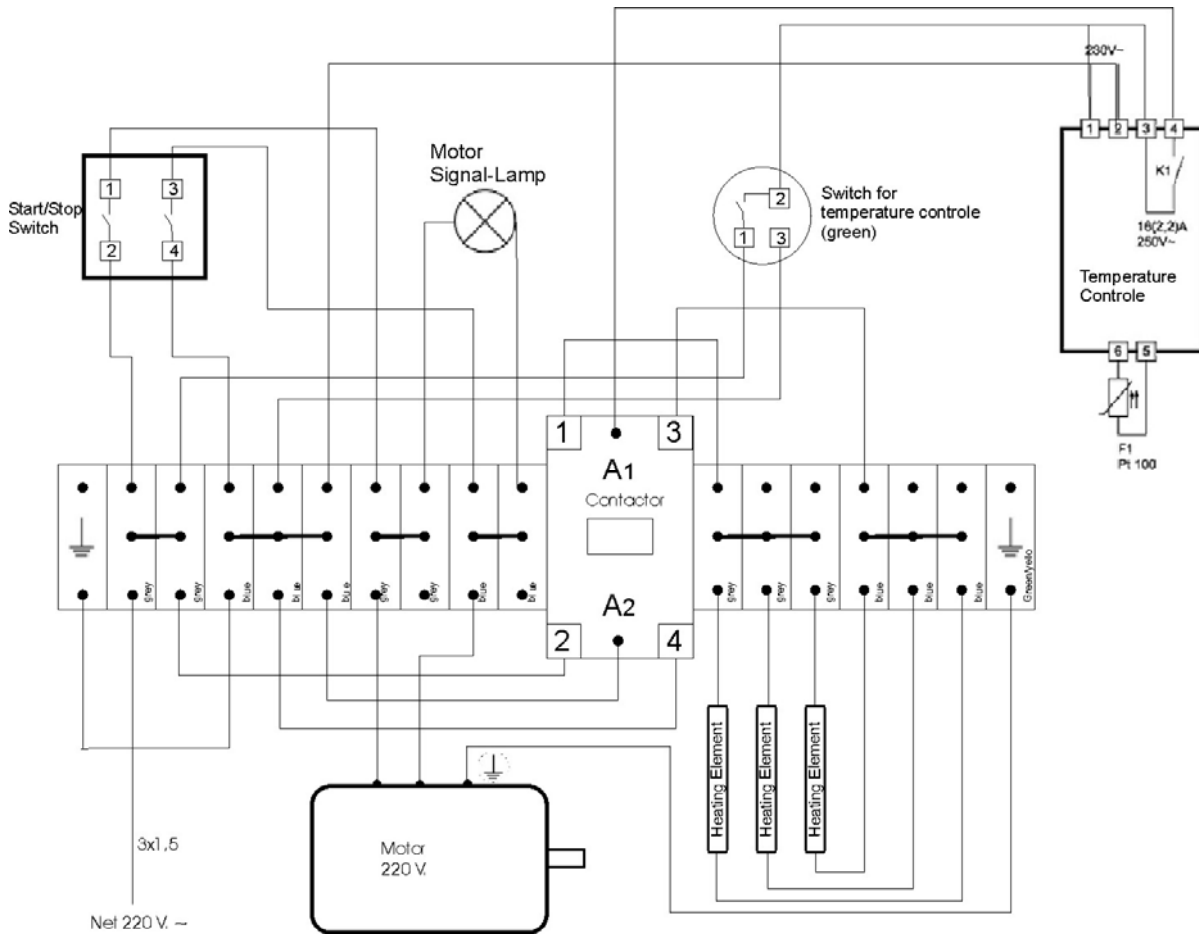 230V~
1 2 3 4
K1
16(2,2)A
250V~
Temperature
Controle
6 5
F1
Pt 100
Start/Stop
Switch
1 3
2 4
Motor
Signal-Lamp
2
1 3
Switch for
temperature controle
(green)
1 3
A1
Contactor
A2
2 4
grey
grey
blue
blue
blue
grey
grey
blue
blue
grey
grey
grey
blue
blue
blue
Green/yello
Heating Element
Heating Element
Heating Element
3x1,5
Net 220 V. ~
Motor
220 V.